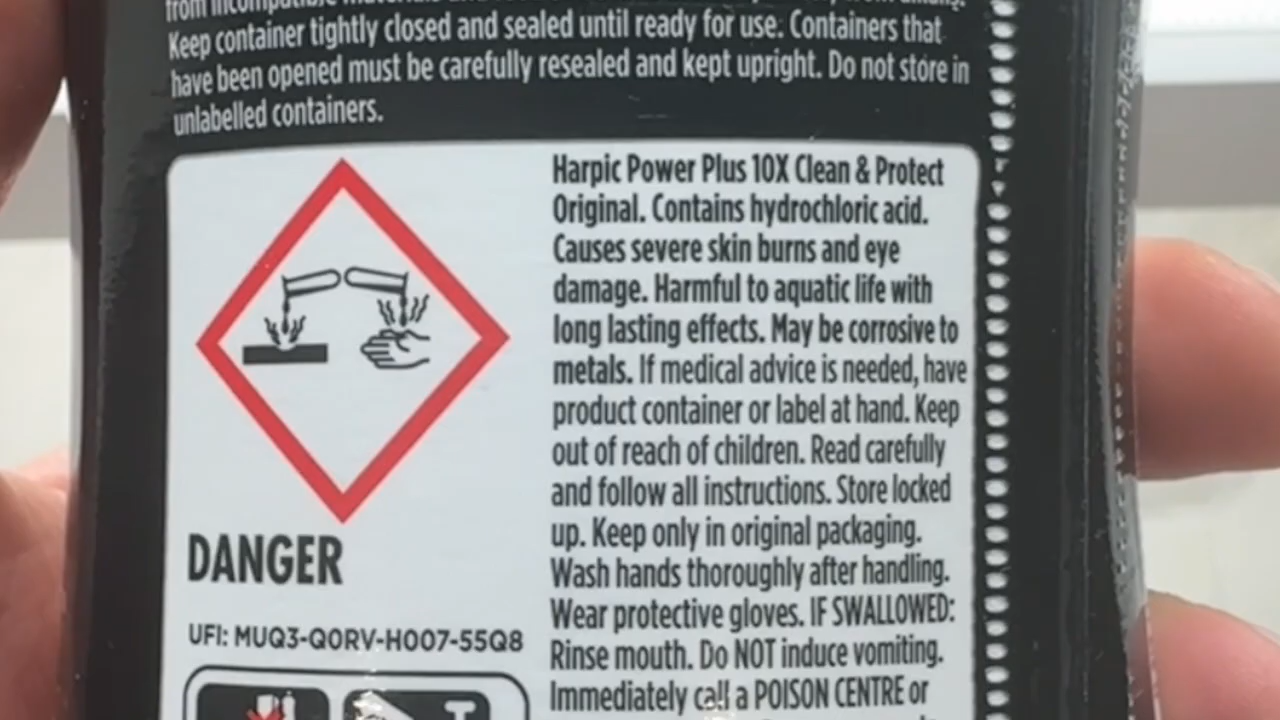 from incompatible
Keep container tightly closed and sealed until ready for use. Containers that
have been opened must be carefully resealed and kept upright. Do not store in
unlabelled containers.
Harpic Power Plus 10X Clean & Protect
Original. Contains hydrochloric acid.
Causes severe skin burns and eye
damage. Harmful to aquatic life with
long lasting effects. May be corrosive to
metals. If medical advice is needed, have
product container or label at hand. Keep
out of reach of children. Read carefully
and follow all instructions. Store locked
up. Keep only in original packaging.
Wash hands thoroughly after handling.
Wear protective gloves. IF SWALLOWED:
Rinse mouth. Do NOT induce vomiting.
Immediately call a POISON CENTRE or
DANGER
UFI: MUQ3-Q0RV-H007-55Q8